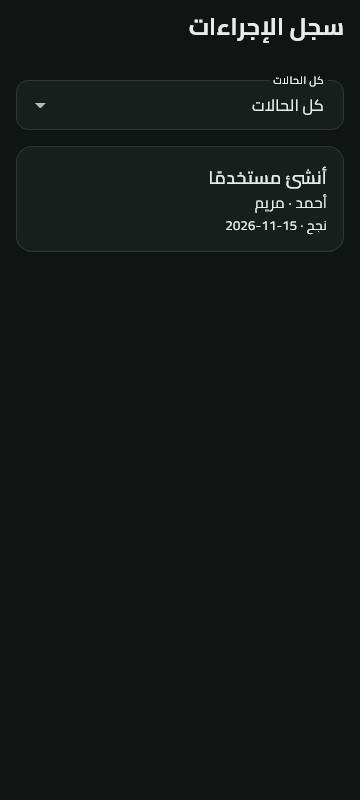 سجل الإجراءات
كل الحالات
كل الحالات
أنشئ مستخدمًا
أحمد · مريم
نجح · 15-11-2026